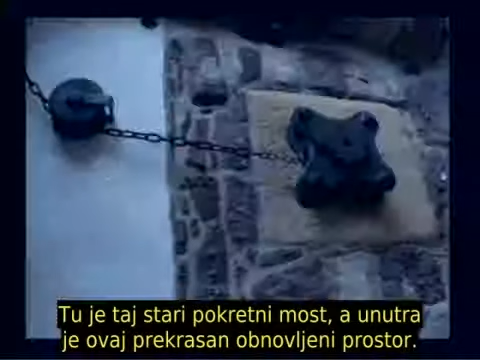 Tu je taj stari pokretni most, a unutra
je ovaj prekrasan obnovljeni prostor.